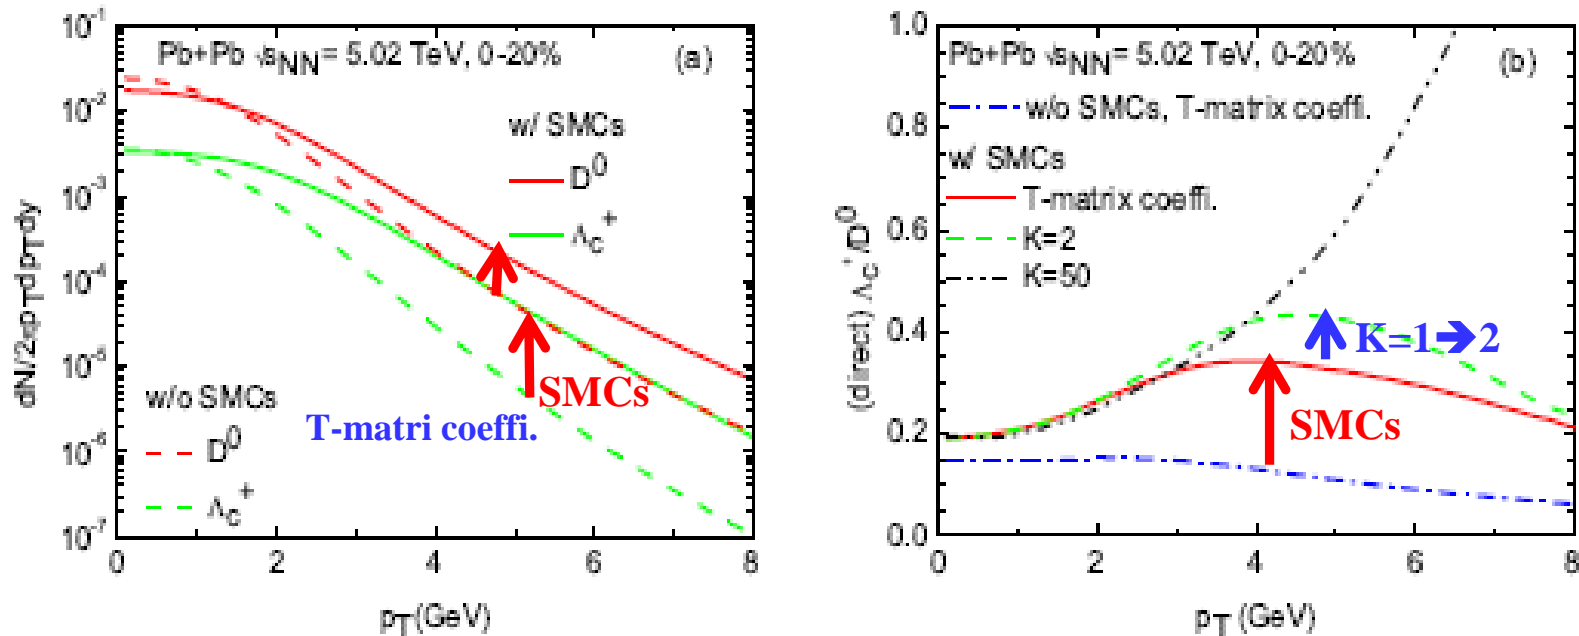 Pb+Pb √sNN= 5.02 TeV, 0-20%
(a)
w/ SMCs
D0
Λc+
w/o SMCs
D0
Λc+
SMCs
T-matri coeffi.
10-1
10-2
10-3
10-4
10-5
10-6
10-7
dN/2πpTdpTdy
0 2 4 6 8
pT(GeV)
Pb+Pb √sNN= 5.02 TeV, 0-20%
(b)
w/o SMCs, T-matrix coeffi.
w/ SMCs
T-matrix coeffi.
K=2
K=50
K=1➔2
SMCs
1.0
0.8
0.6
0.4
0.2
0.0
(direct) Λc+/D0
0 2 4 6 8
pT (GeV)